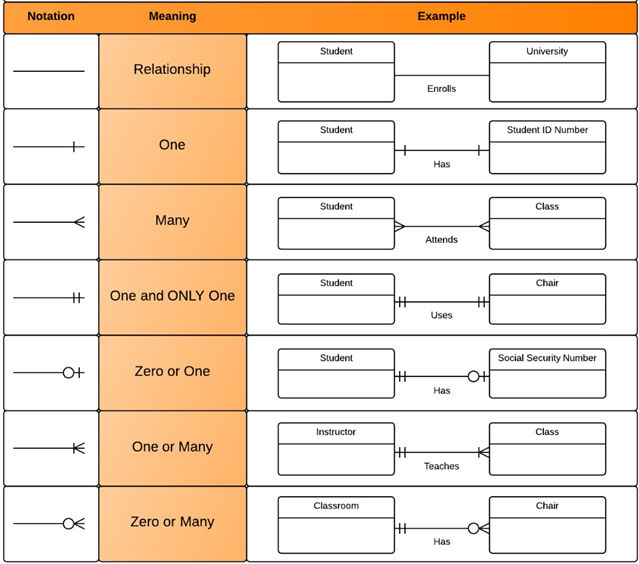 Notation Meaning Example
Relationship Student Enrolls University
One Student Has Student ID Number
Many Student Attends Class
One and ONLY One Student Uses Chair
Zero or One Student Has Social Security Number
One or Many Instructor Teaches Class
Zero or Many Classroom Has Chair